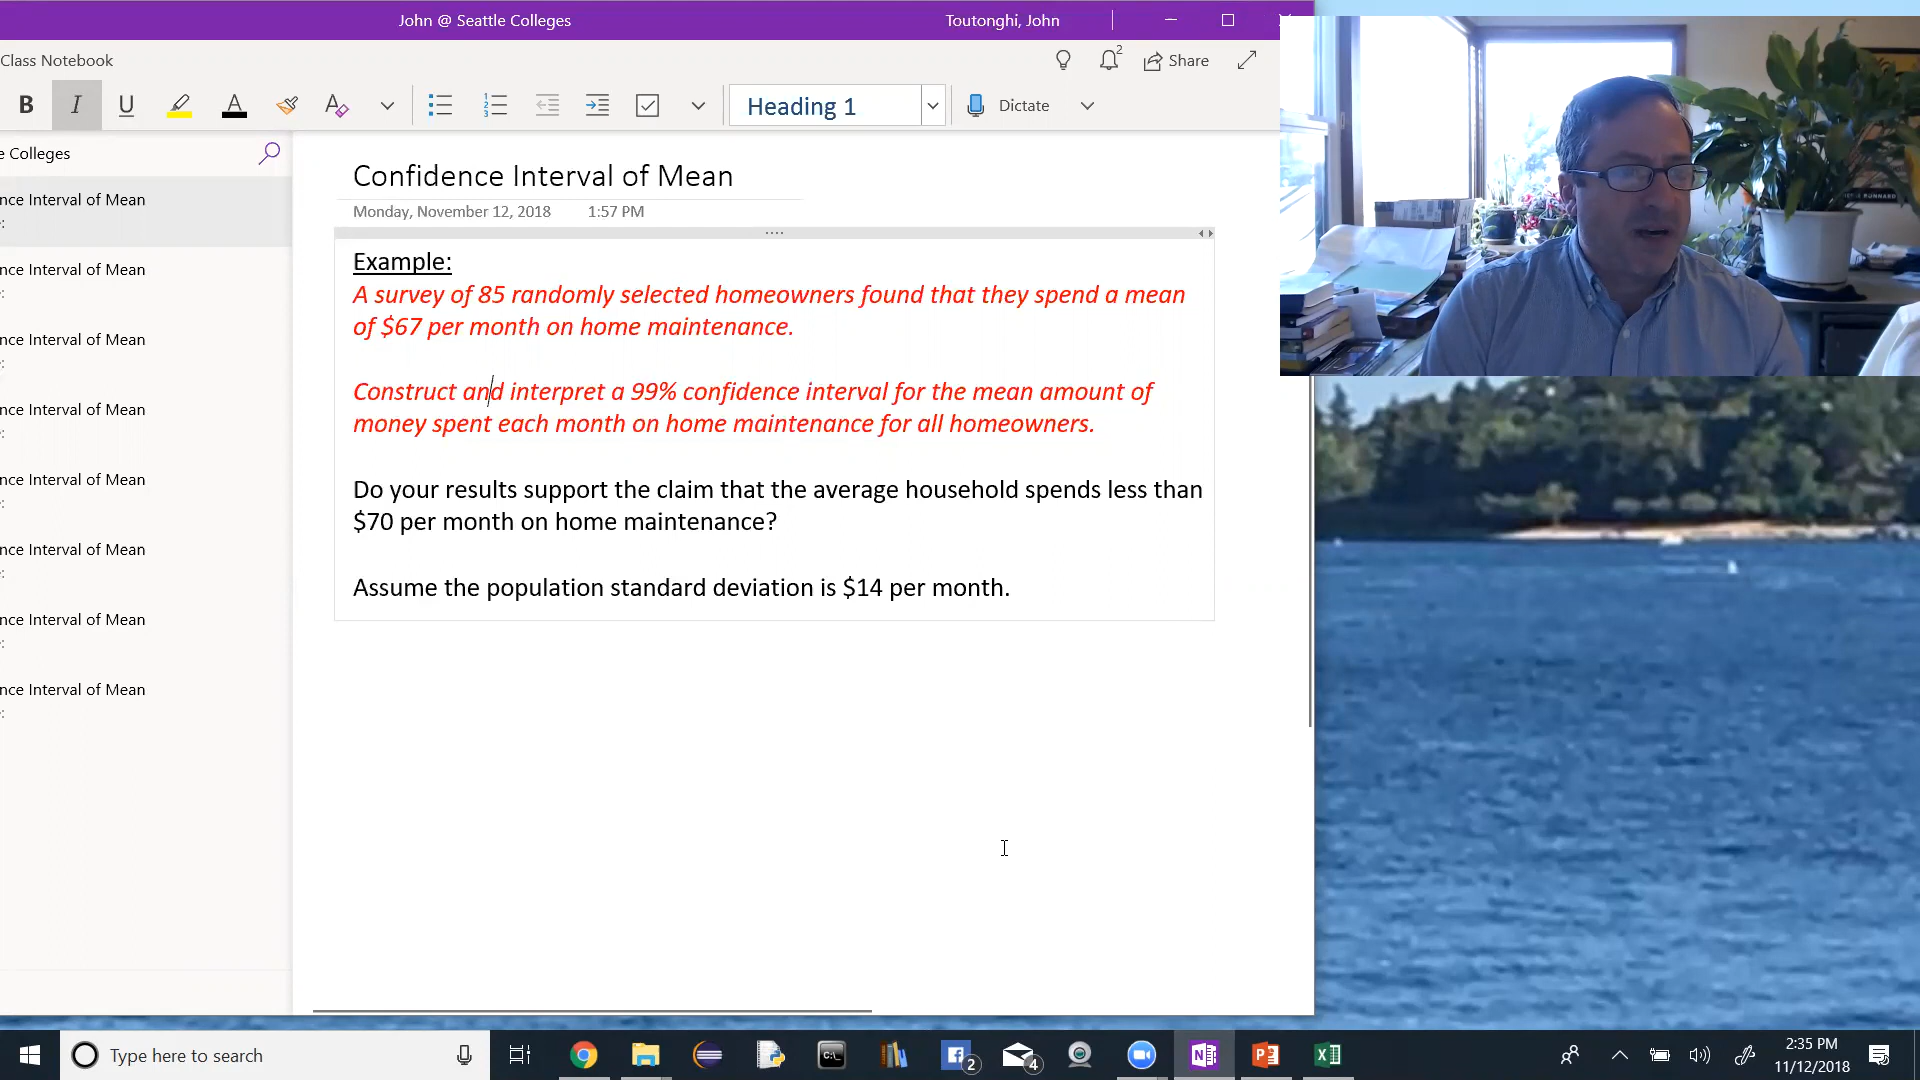 John @ Seattle Colleges
Toutonghi, John
Class Notebook
2
Share
B I U A A
Heading 1
Dictate
e Colleges
nce Interval of Mean
nce Interval of Mean
nce Interval of Mean
nce Interval of Mean
nce Interval of Mean
nce Interval of Mean
nce Interval of Mean
nce Interval of Mean
Confidence Interval of Mean
Monday, November 12, 2018 1:57 PM
Example:
A survey of 85 randomly selected homeowners found that they spend a mean
of $67 per month on home maintenance.
Construct and interpret a 99% confidence interval for the mean amount of
money spent each month on home maintenance for all homeowners.
Do your results support the claim that the average household spends less than
$70 per month on home maintenance?
Assume the population standard deviation is $14 per month.
Type here to search
2
4
2:35 PM
11/12/2018